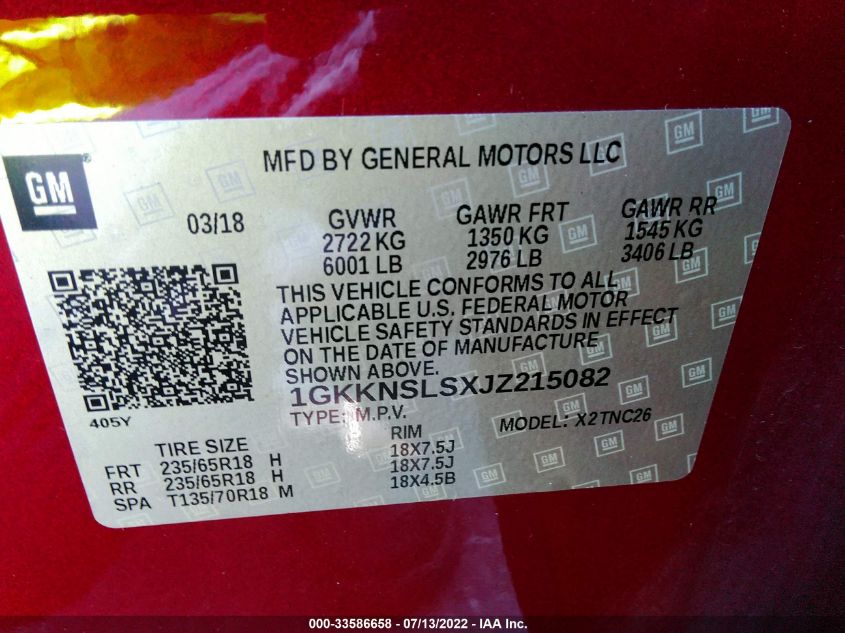 GM
MFD BY GENERAL MOTORS LLC
03/18
GVWR
2722 KG
6001 LB
GAWR FRT
1350 KG
2976 LB
GAWR RR
1545 KG
3406 LB
THIS VEHICLE CONFORMS TO ALL
APPLICABLE U.S. FEDERAL MOTOR
VEHICLE SAFETY STANDARDS IN EFFECT
ON THE DATE OF MANUFACTURE
SHOWN ABOVE.
1GKKNSLSXJZ215082
TYPE: M.P.V.
MODEL: X2TNC26
405Y
TIRE SIZE
RIM
FRT 235/65R18 H 18X7.5J
RR 235/65R18 H 18X7.5J
SPA T135/70R18 M 18X4.5B
000-33586658 - 07/13/2022 - IAA Inc.